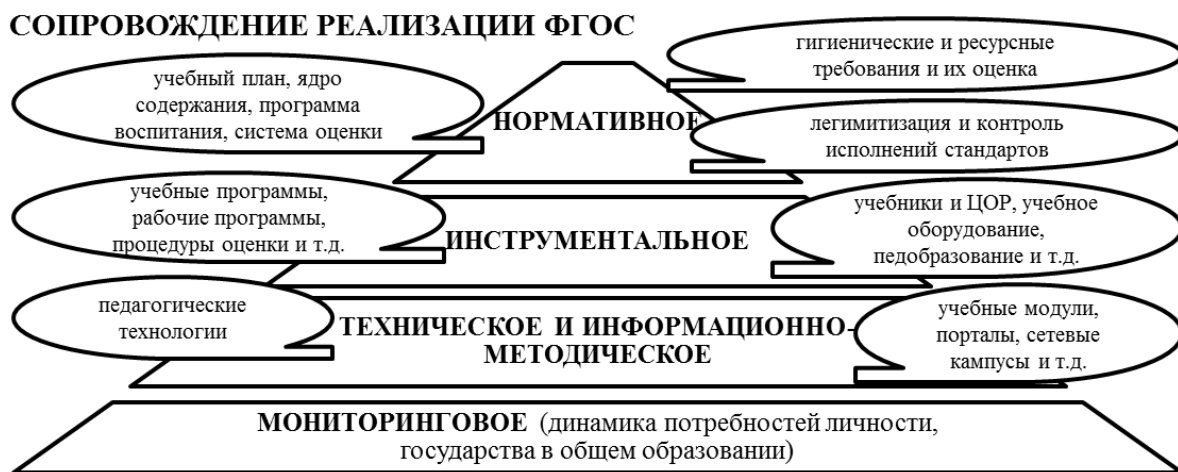 СОПРОВОЖДЕНИЕ РЕАЛИЗАЦИИ ФГОС
учебный план, ядро
содержания, программа
воспитания, система оценки
НОРМАТИВНОЕ
гигиенические и ресурсные
требования и их оценка
легимитизация и контроль
исполнений стандартов
учебные программы,
рабочие программы,
процедуры оценки и т.д.
ИНСТРУМЕНТАЛЬНОЕ
учебники и ЦОР, учебное
оборудование,
педобразование и т.д.
педагогические
технологии
ТЕХНИЧЕСКОЕ И ИНФОРМАЦИОННО-
МЕТОДИЧЕСКОЕ
учебные модули,
порталы, сетевые
кампусы и т.д.
МОНИТОРИНГОВОЕ (динамика потребностей личности,
государства в общем образовании)